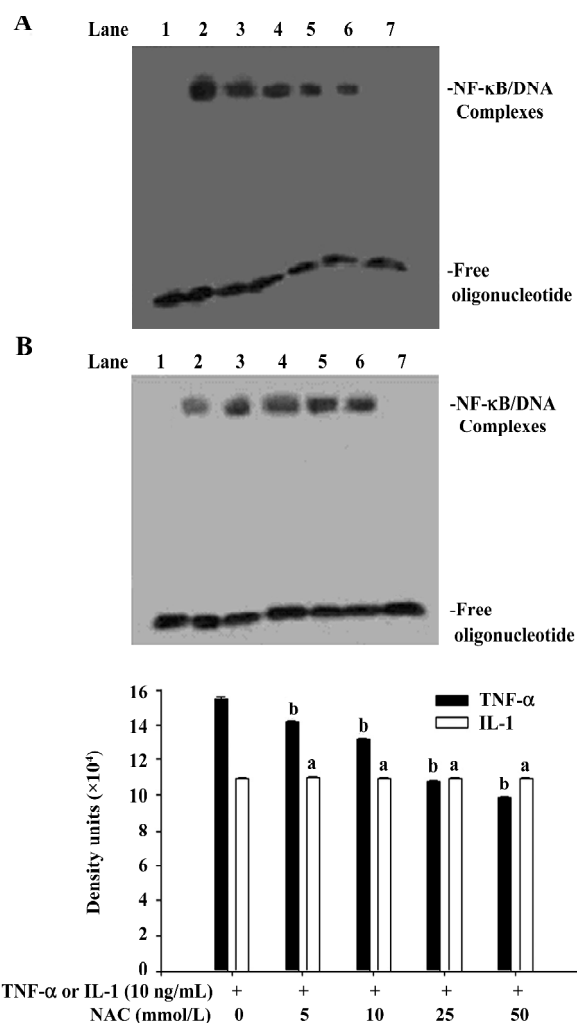 A
Lane 1 2 3 4 5 6 7
-NF-κB/DNA
Complexes
-Free
oligonucleotide
B
Lane 1 2 3 4 5 6 7
-NF-κB/DNA
Complexes
-Free
oligonucleotide
16
14
12
10
8
6
4
2
0
Density units (×10⁴)
TNF-α
IL-1
b a b a b a b a
TNF-α or IL-1 (10 ng/mL) + + + + +
NAC (mmol/L) 0 5 10 25 50